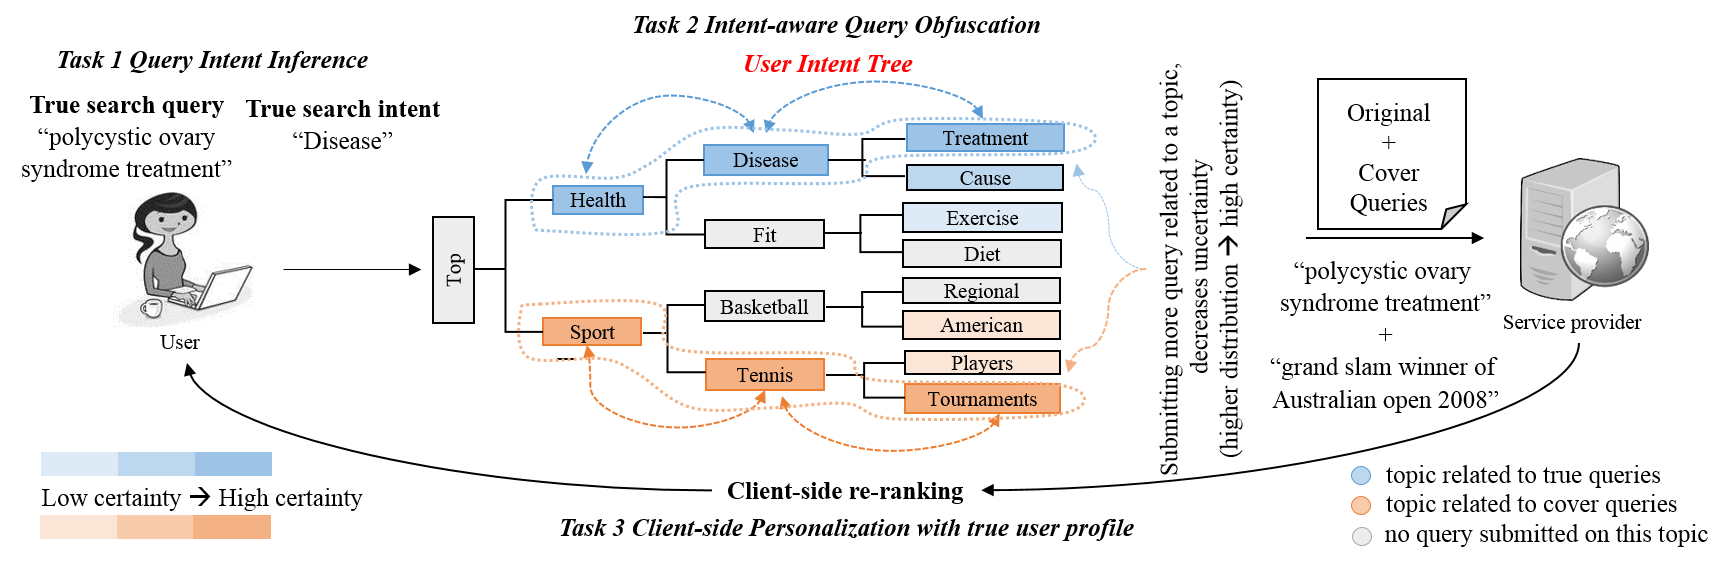 Task 1 Query Intent Inference
True search query
“polycystic ovary
syndrome treatment”
True search intent
“Disease”
User
Task 2 Intent-aware Query Obfuscation
User Intent Tree
Top
Health
Disease
Treatment
Cause
Fit
Exercise
Diet
Sport
Basketball
Regional
American
Tennis
Players
Tournaments
Submitting more query related to a topic,
decreases uncertainty
(higher distribution → high certainty)
Original
+
Cover
Queries
“polycystic ovary
syndrome treatment”
+
“grand slam winner of
Australian open 2008”
Service provider
Client-side re-ranking
Task 3 Client-side Personalization with true user profile
Low certainty → High certainty
topic related to true queries
topic related to cover queries
no query submitted on this topic